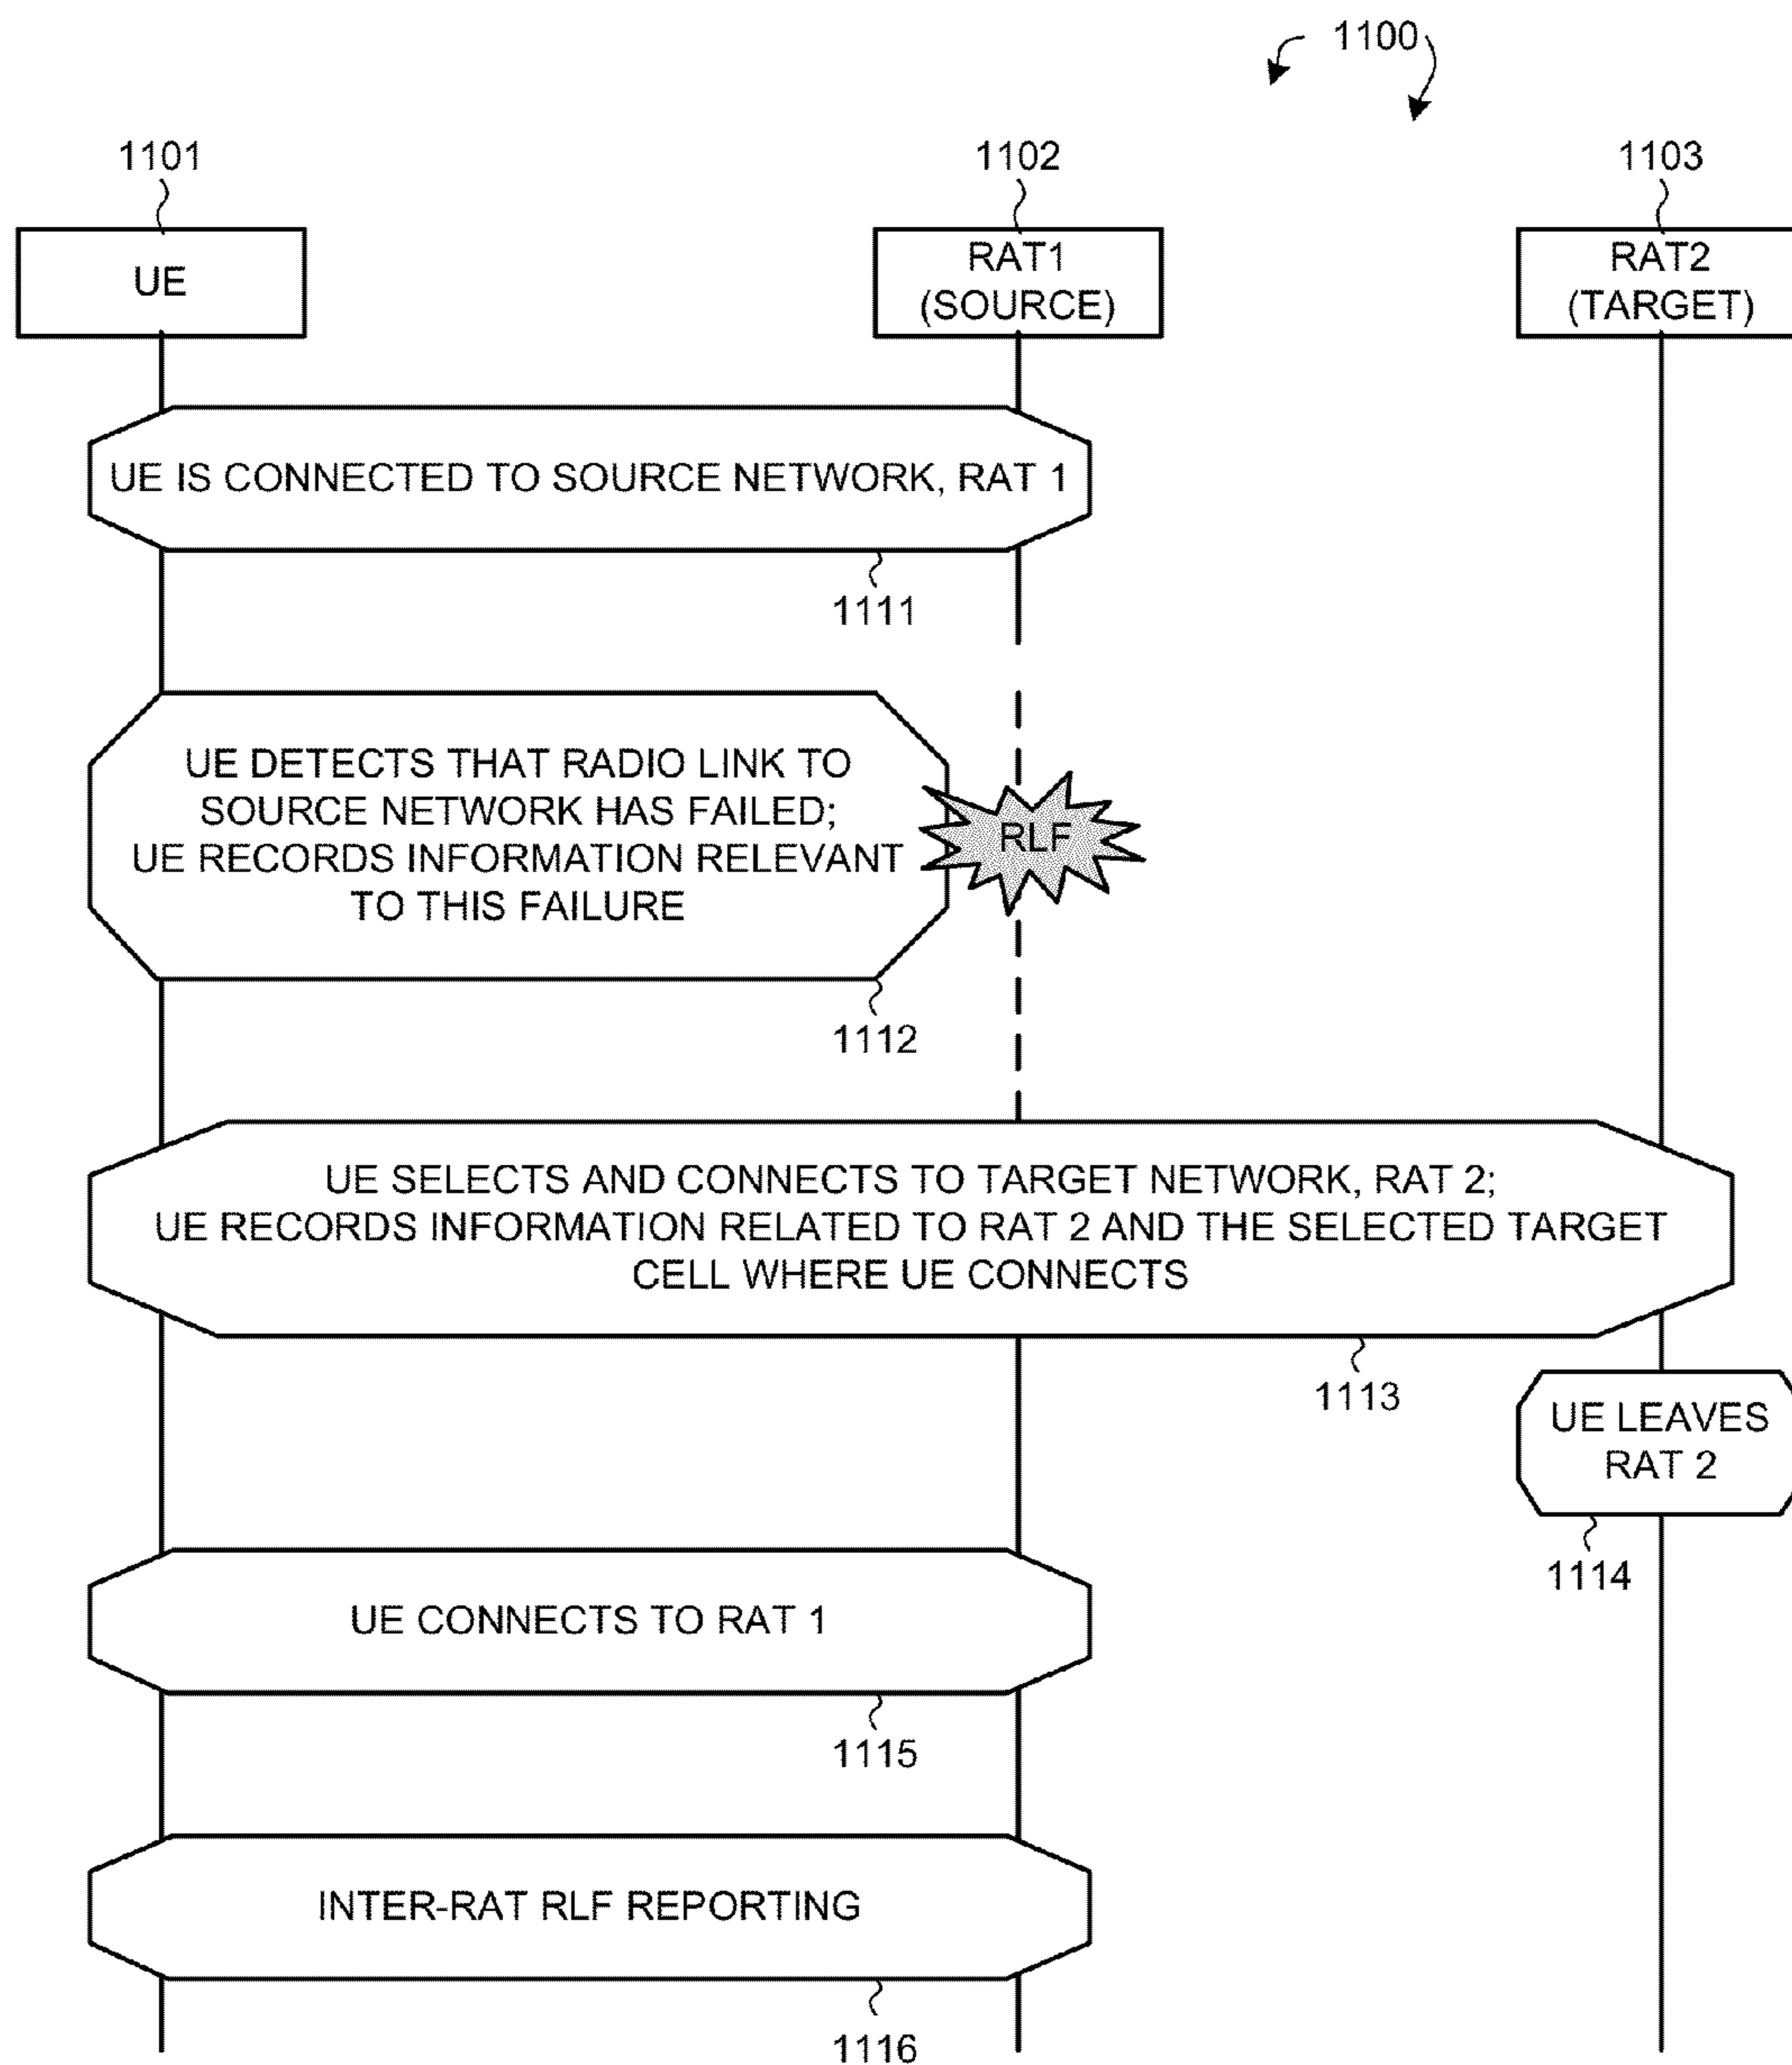 1100
1101
1102
1103
UE
RAT1
(SOURCE)
RAT2
(TARGET)
UE IS CONNECTED TO SOURCE NETWORK, RAT 1
1111
UE DETECTS THAT RADIO LINK TO
SOURCE NETWORK HAS FAILED;
UE RECORDS INFORMATION RELEVANT
TO THIS FAILURE
RLF
1112
UE SELECTS AND CONNECTS TO TARGET NETWORK, RAT 2;
UE RECORDS INFORMATION RELATED TO RAT 2 AND THE SELECTED TARGET
CELL WHERE UE CONNECTS
1113
UE LEAVES
RAT 2
1114
UE CONNECTS TO RAT 1
1115
INTER-RAT RLF REPORTING
1116